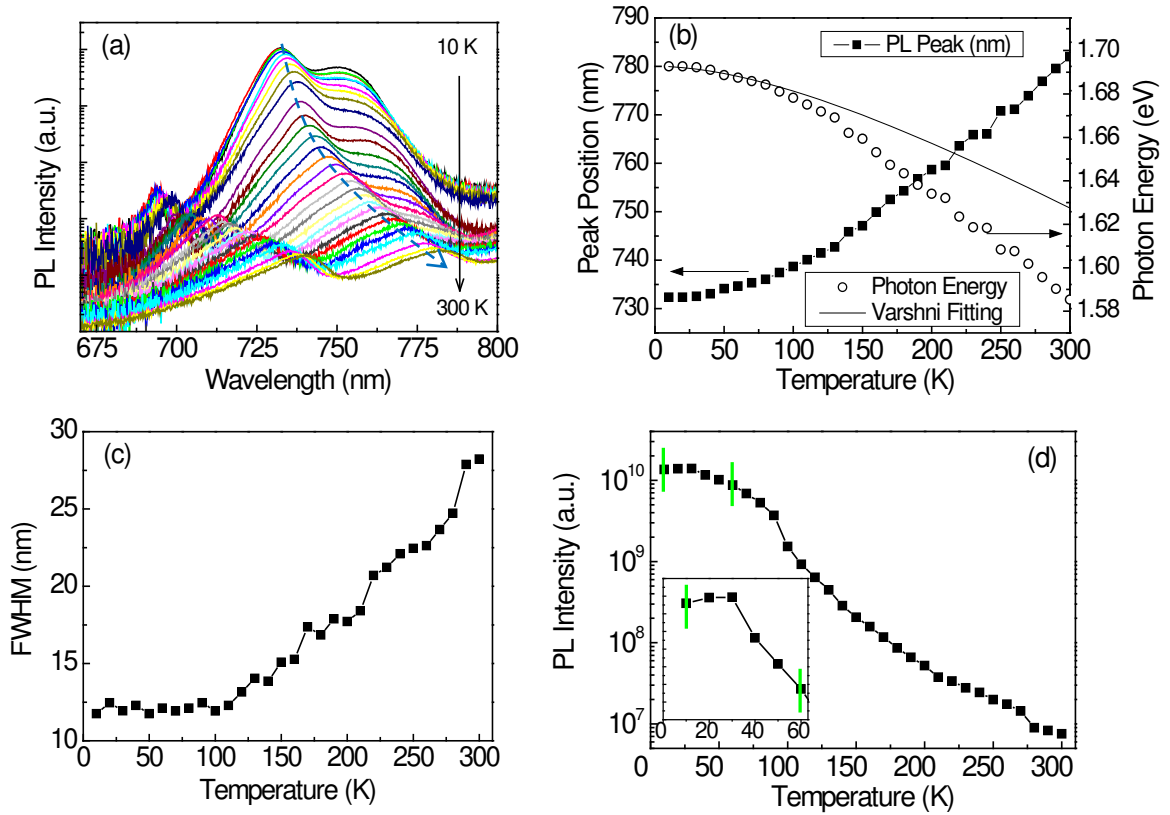 (a)
10 K
300 K
PL Intensity (a.u.)
675 700 725 750 775 800
Wavelength (nm)
(b)
790
780
770
760
750
740
730
Peak Position (nm)
PL Peak (nm)
Photon Energy
Varshni Fitting
1.70
1.68
1.66
1.64
1.62
1.60
1.58
Photon Energy (eV)
0 50 100 150 200 250 300
Temperature (K)
(c)
30
25
20
15
10
FWHM (nm)
0 50 100 150 200 250 300
Temperature (K)
(d)
10^10
10^9
10^8
10^7
PL Intensity (a.u.)
0 20 40 60
0 50 100 150 200 250 300
Temperature (K)